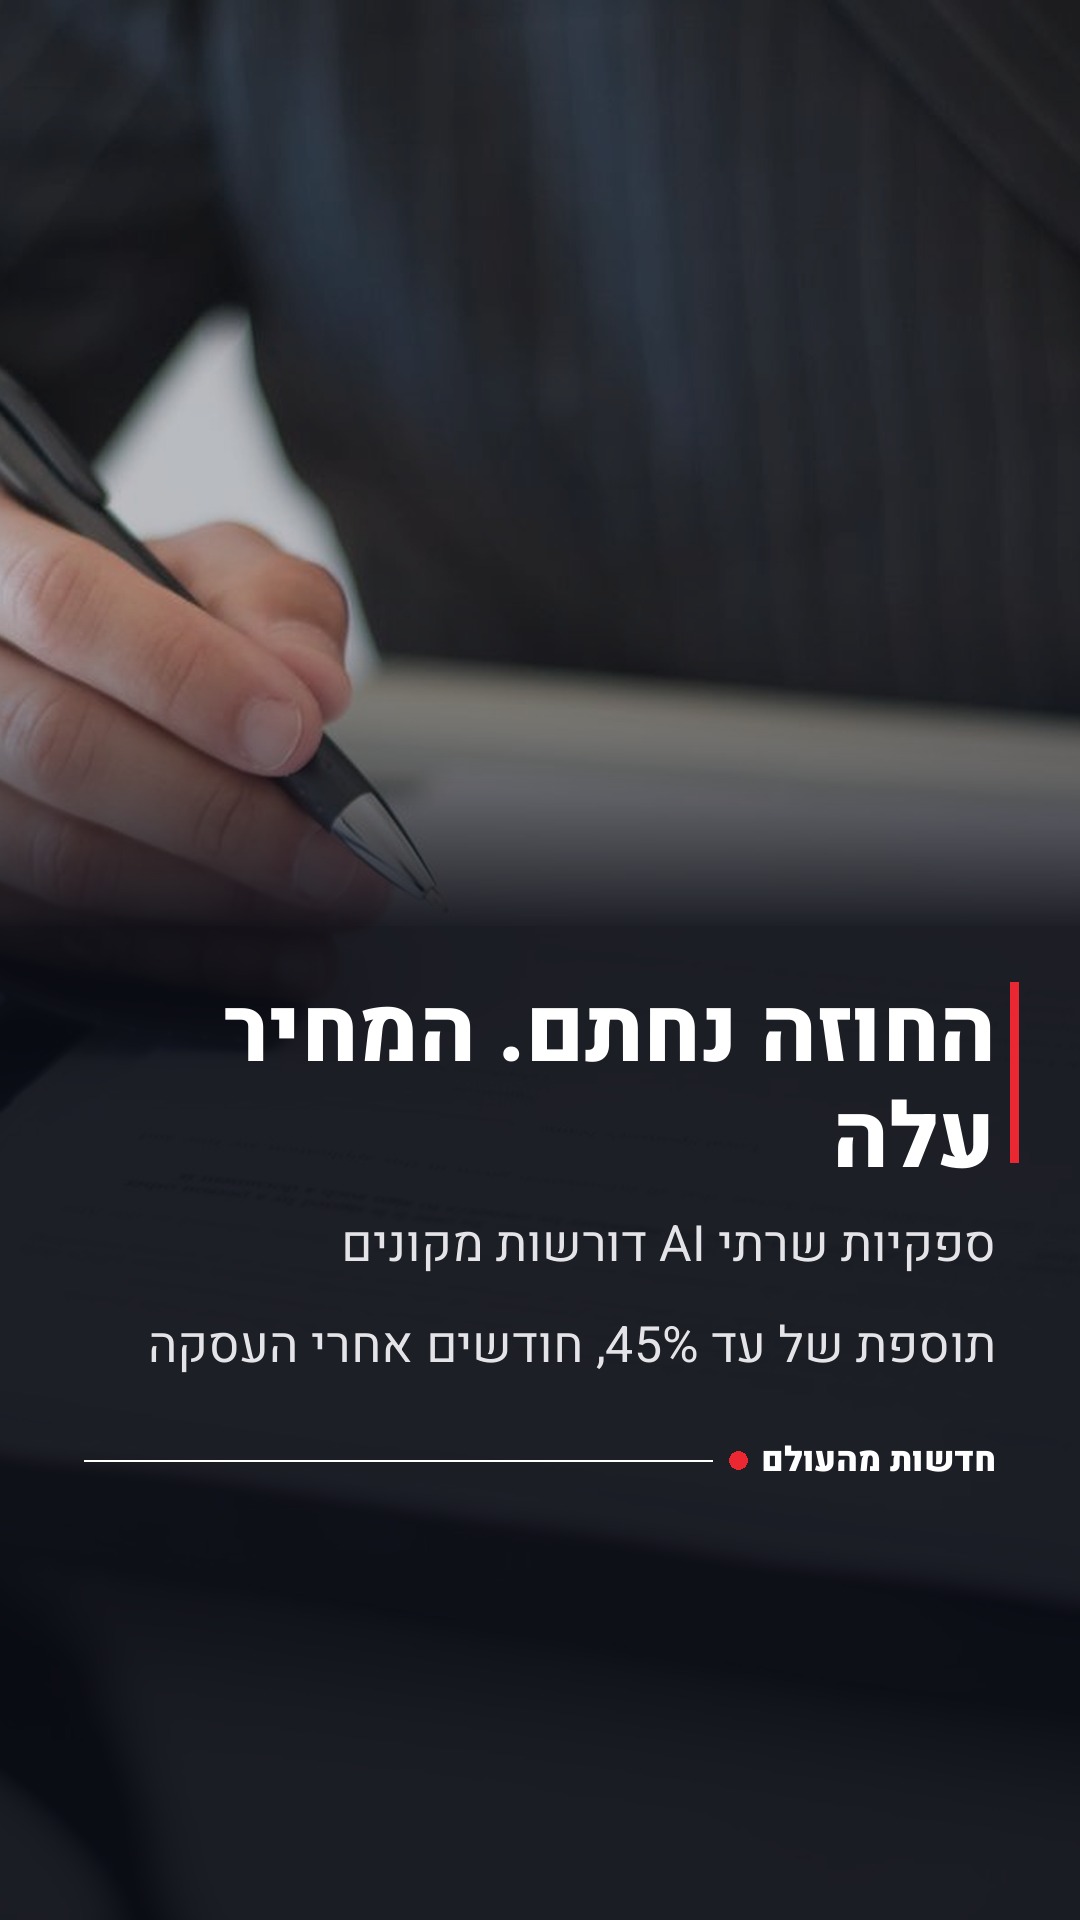 החוזה נחתם. המחיר
עלה
ספקיות שרתי AI דורשות מקונים
תוספת של עד 45%, חודשים אחרי העסקה
חדשות מהעולם